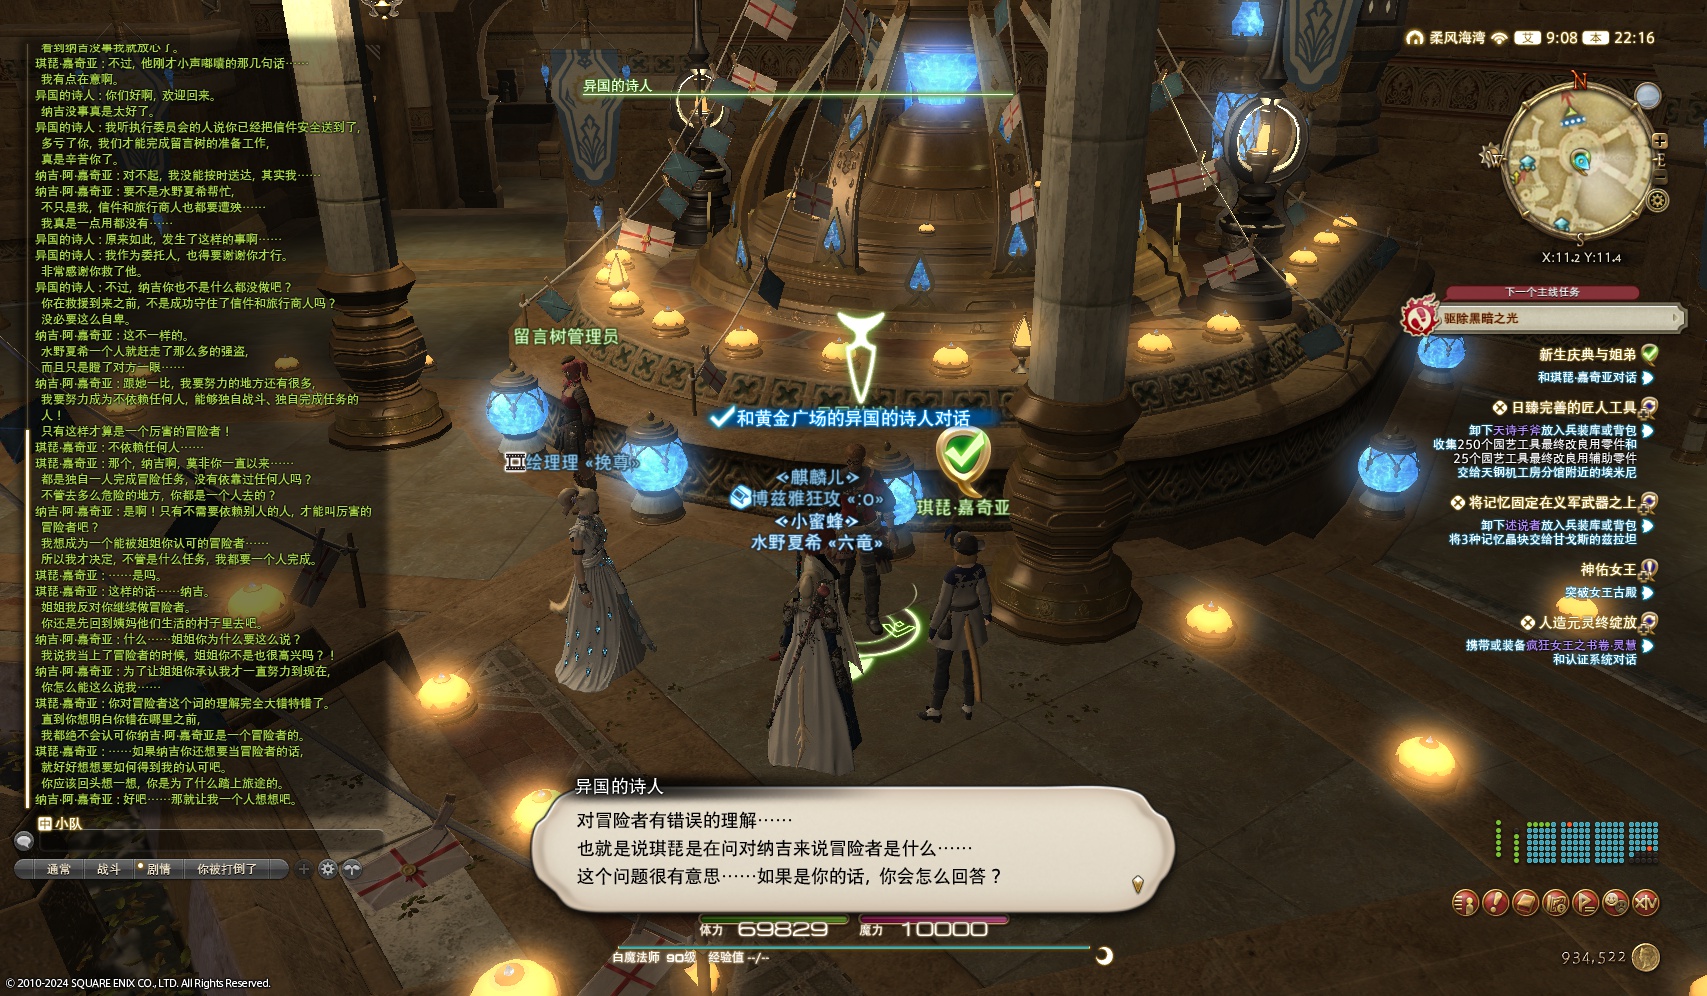 看到纳吉没事我就放心了。
琪琵·嘉奇亚：不过, 他刚才小声嘟囔的那几句话……
我有点在意啊。
异国的诗人：你们好啊, 欢迎回来。
纳吉没事真是太好了。
异国的诗人：我听执行委员会的人说你已经把信件安全送到了,
多亏了你, 我们才能完成留言树的准备工作,
真是辛苦你了。
纳吉·阿·嘉奇亚：对不起, 我没能按时送达, 其实我……
纳吉·阿·嘉奇亚：要不是水野夏希帮忙,
不只是我, 信件和旅行商人也都要遭殃……
我真是一点用都没有……
异国的诗人：原来如此, 发生了这样的事啊……
异国的诗人：我作为委托人, 也得要谢谢你才行。
非常感谢你救了他。
异国的诗人：不过, 纳吉你也不是什么都没做吧？
你在救援到来之前, 不是成功守住了信件和旅行商人吗？
没必要这么自卑。
纳吉·阿·嘉奇亚：这不一样的。
水野夏希一个人就赶走了那么多的强盗,
而且只是瞪了对方一眼……
纳吉·阿·嘉奇亚：跟她一比, 我要努力的地方还有很多,
我要努力成为不依赖任何人, 能够独自战斗、独自完成任务的
人！
只有这样才算是一个厉害的冒险者！
琪琵·嘉奇亚：不依赖任何人……
琪琵·嘉奇亚：那个, 纳吉啊, 莫非你一直以来……
都是独自一人完成冒险任务, 没有依靠过任何人吗？
不管去多么危险的地方, 你都是一个人去的？
纳吉·阿·嘉奇亚：是啊！只有不需要依赖别人的人, 才能叫厉害的
冒险者吧？
我想成为一个能被姐姐你认可的冒险者……
所以我才决定, 不管是什么任务, 我都要一个人完成。
琪琵·嘉奇亚：……是吗。
琪琵·嘉奇亚：这样的话……纳吉。
姐姐我反对你继续做冒险者。
你还是先回到姨妈他们生活的村子里去吧。
纳吉·阿·嘉奇亚：什么……姐姐你为什么要这么说？
我说我当上了冒险者的时候, 姐姐你不是也很高兴吗？！
纳吉·阿·嘉奇亚：为了让姐姐你承认我才一直努力到现在,
你怎么能这么说我……
琪琵·嘉奇亚：你对冒险者这个词的理解完全大错特错了。
直到你想明白你错在哪里之前,
我都绝不会认可你纳吉·阿·嘉奇亚是一个冒险者的。
琪琵·嘉奇亚：……如果纳吉你还想要当冒险者的话,
就好好想想要如何得到我的认可吧。
你应该回头想一想, 你是为了什么踏上旅途的。
纳吉·阿·嘉奇亚：好吧……那就让我一个人想想吧。
中 小队
通常 战斗 剧情 你被打倒了
© 2010-2024 SQUARE ENIX CO., LTD. All Rights Reserved.
异国的诗人
留言树管理员
和黄金广场的异国的诗人对话
绘理理 «挽尊»
«麒麟儿»
博兹雅狂攻 «:o»
«小蜜蜂»
水野夏希 «六竜»
琪琵·嘉奇亚
异国的诗人
对冒险者有错误的理解……
也就是说琪琵是在问对纳吉来说冒险者是什么……
这个问题很有意思……如果是你的话, 你会怎么回答？
体力 69829 魔力 10000
白魔法师 90级 经验值 --/--
柔风海湾 艾 9:08 本 22:16
N
W
E
S
X:11.2 Y:11.4
下一个主线任务
驱除黑暗之光
新生庆典与姐弟
和琪琵·嘉奇亚对话
日臻完善的匠人工具
卸下天诗手斧放入兵装库或背包
收集250个园艺工具最终改良用零件和
25个园艺工具最终改良用辅助零件
交给天钢机工房分馆附近的埃米尼
将记忆固定在义军武器之上
卸下述说者放入兵装库或背包
将3种记忆晶块交给甘戈斯的兹拉坦
神佑女王
突破女王古殿
人造元灵终绽放
携带或装备疯狂女王之书卷·灵慧
和认证系统对话
XIV
934,522